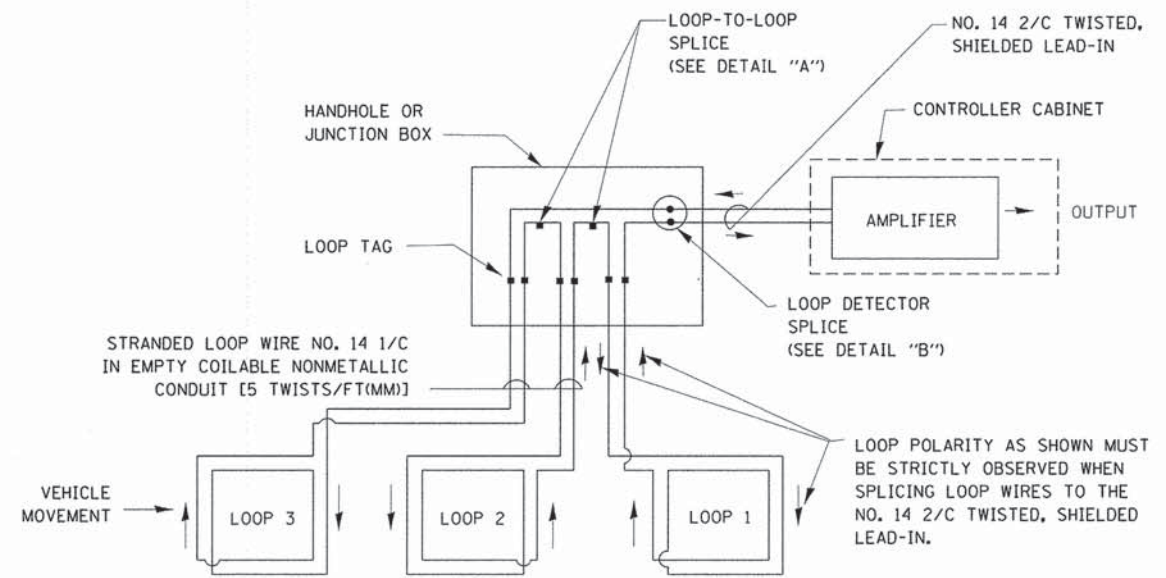 LOOP-TO-LOOP
SPLICE
(SEE DETAIL "A")
NO. 14 2/C TWISTED,
SHIELDED LEAD-IN
HANDHOLE OR
JUNCTION BOX
CONTROLLER CABINET
AMPLIFIER
OUTPUT
LOOP TAG
LOOP DETECTOR
SPLICE
(SEE DETAIL "B")
STRANDED LOOP WIRE NO. 14 1/C
IN EMPTY COILABLE NONMETALLIC
CONDUIT [5 TWISTS/FT(MM)]
LOOP POLARITY AS SHOWN MUST
BE STRICTLY OBSERVED WHEN
SPLICING LOOP WIRES TO THE
NO. 14 2/C TWISTED, SHIELDED
LEAD-IN.
VEHICLE
MOVEMENT
LOOP 3
LOOP 2
LOOP 1